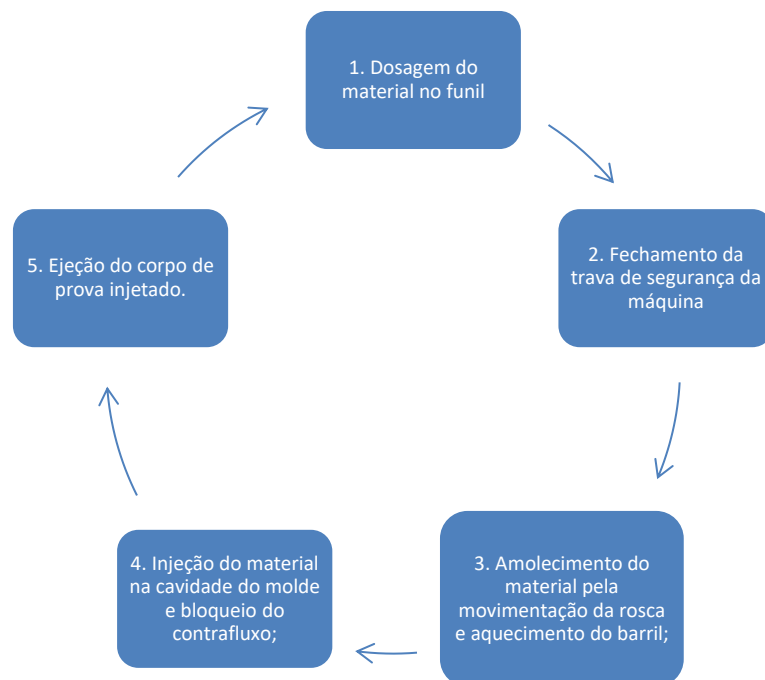 1. Dosagem do
material no funil
2. Fechamento da
trava de segurança da
máquina
3. Amolecimento do
material pela
movimentação da rosca
e aquecimento do barril;
4. Injeção do material
na cavidade do molde
e bloqueio do
contrafluxo;
5. Ejeção do corpo de
prova injetado.